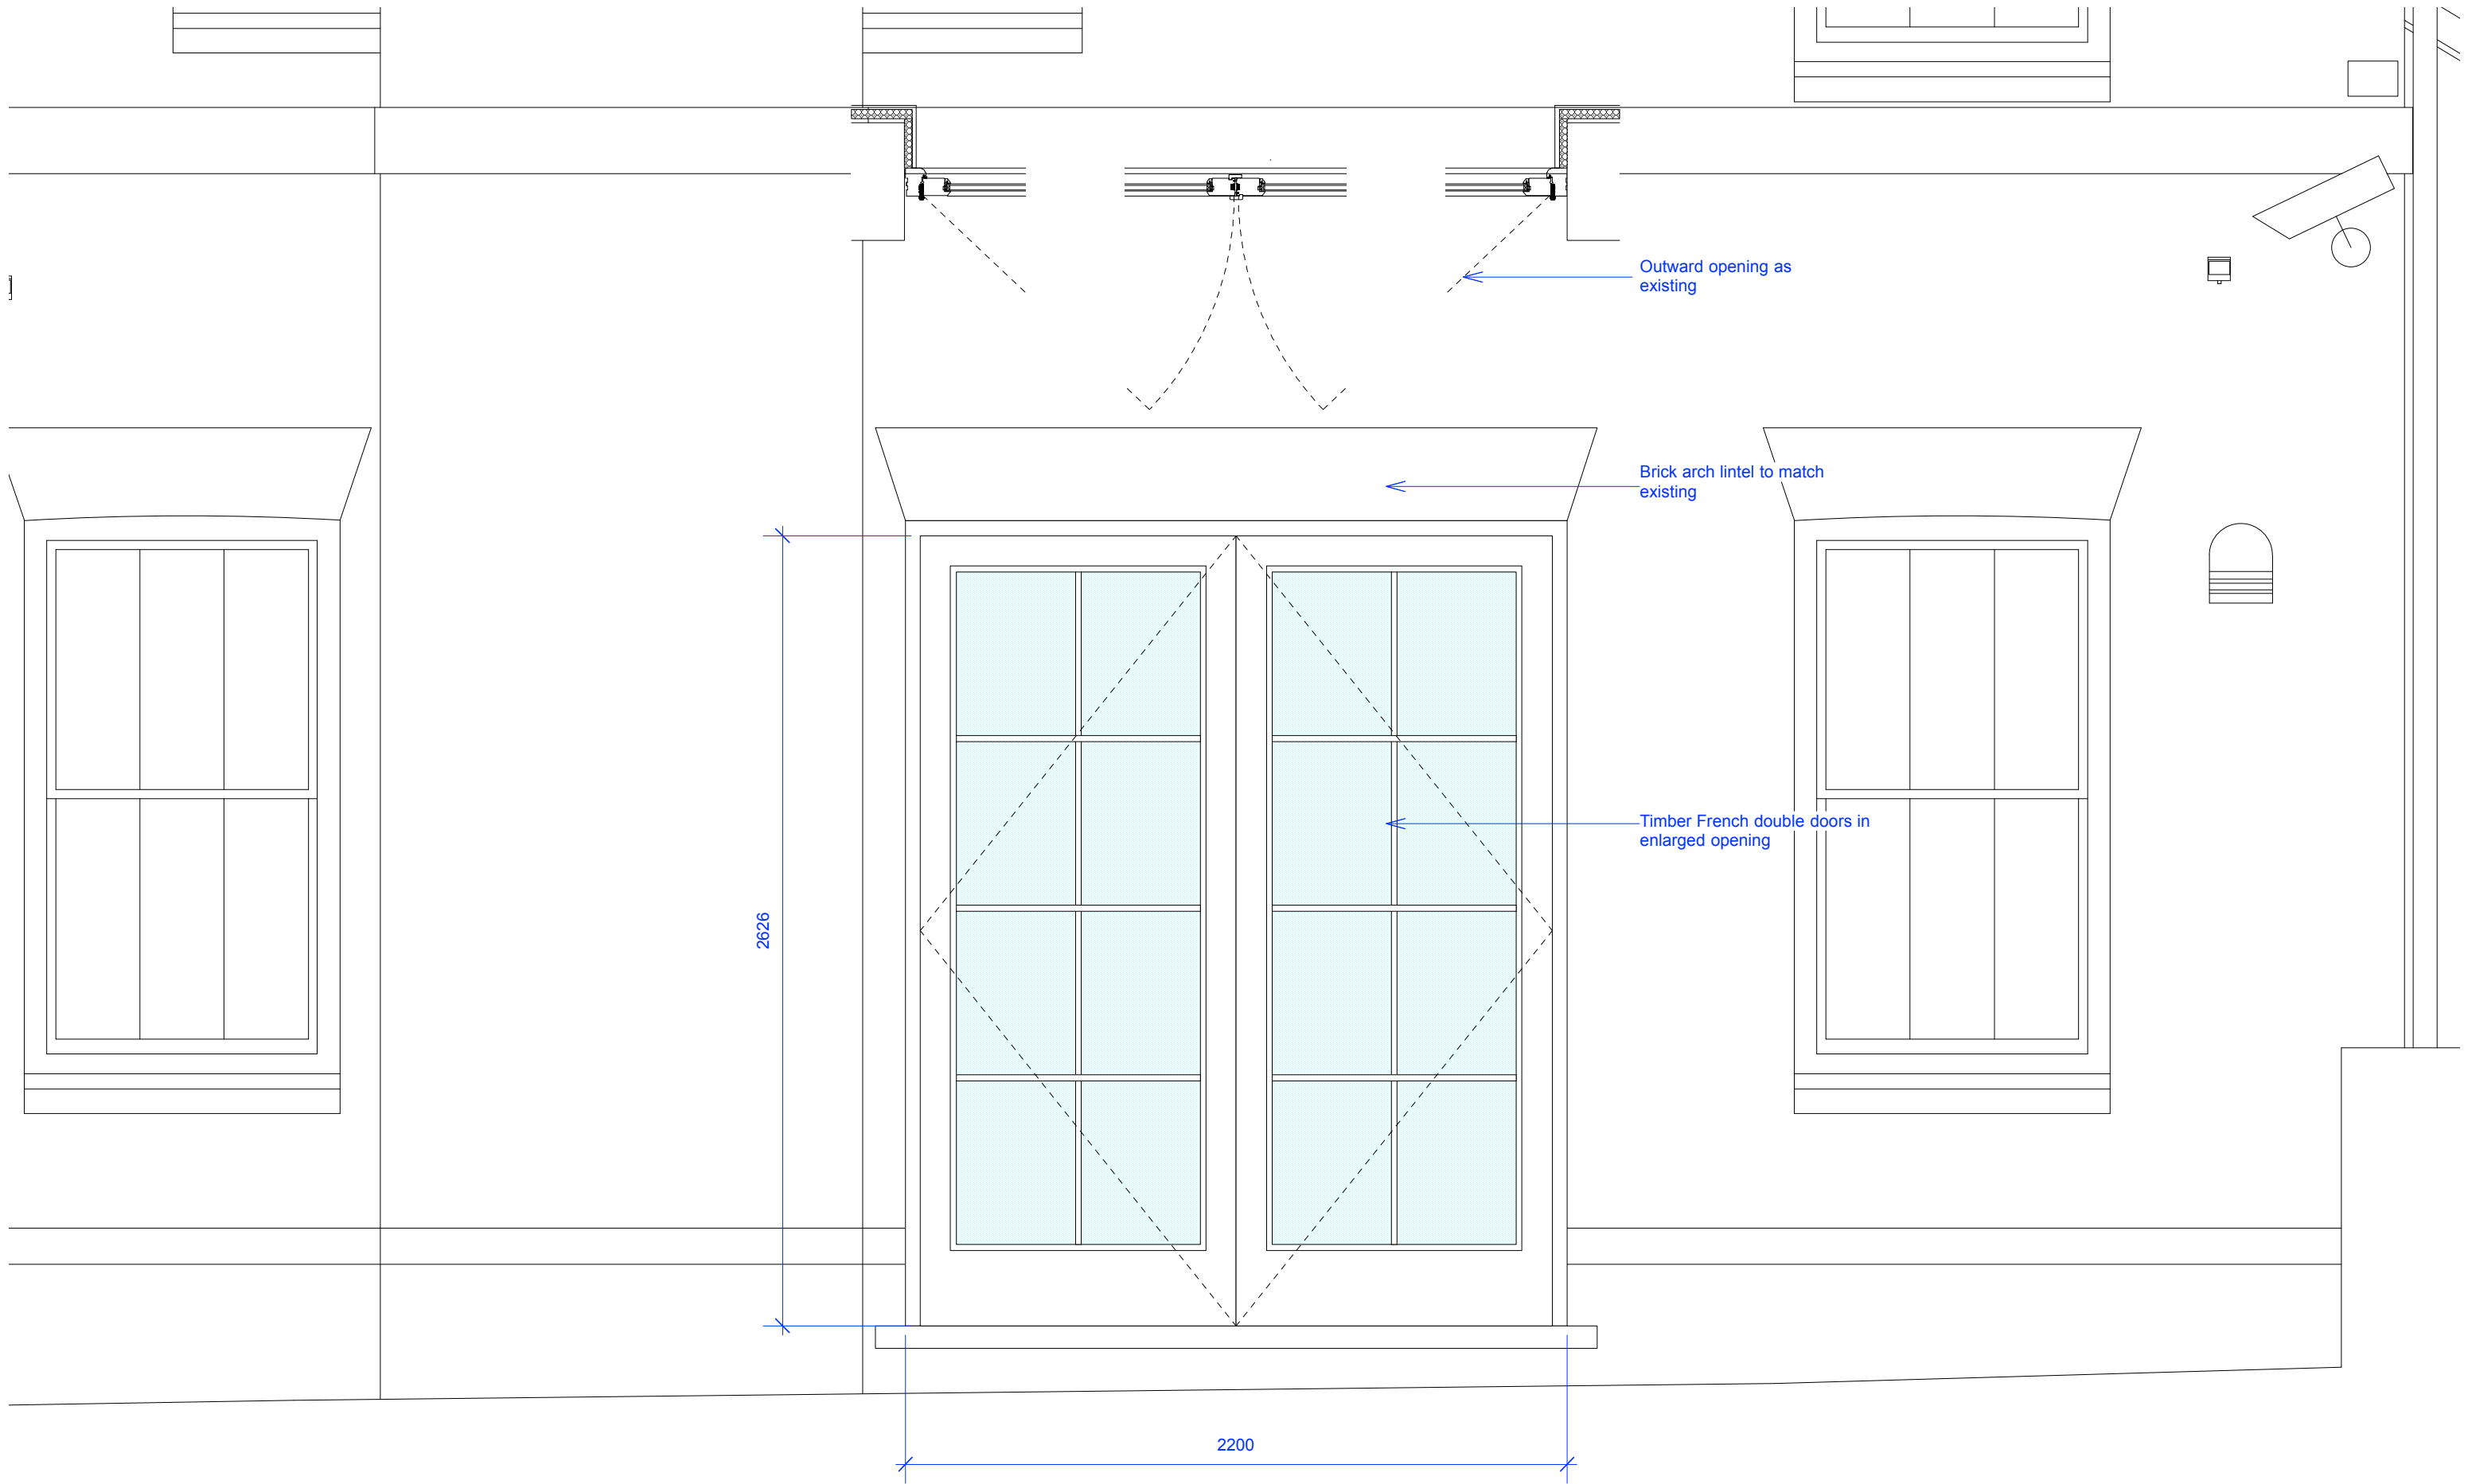 Outward opening as
existing
Brick arch lintel to match
existing
Timber French double doors in
enlarged opening
2626
2200